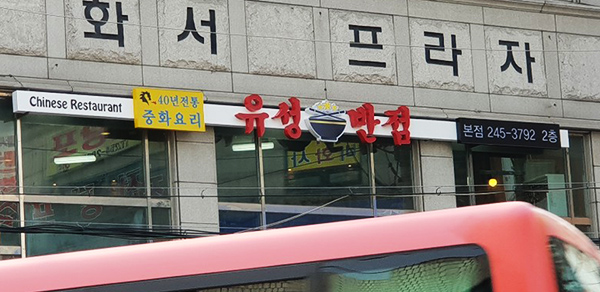 화서프라자
Chinese Restaurant
40년전통
중화요리
유성반점
본점 245-3792 2층